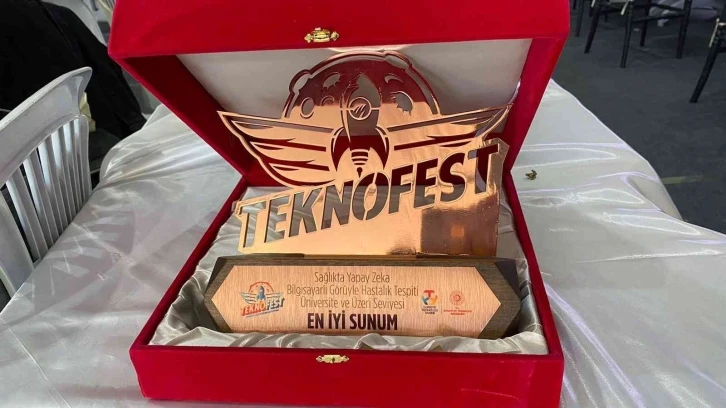 TEKNOFEST
Sağlıkta Yapay Zeka
Bilgisayarlı Görüyle Hastalık Tespiti
Üniversite ve Üzeri Seviyesi
EN İYİ SUNUM
TEKNOFEST